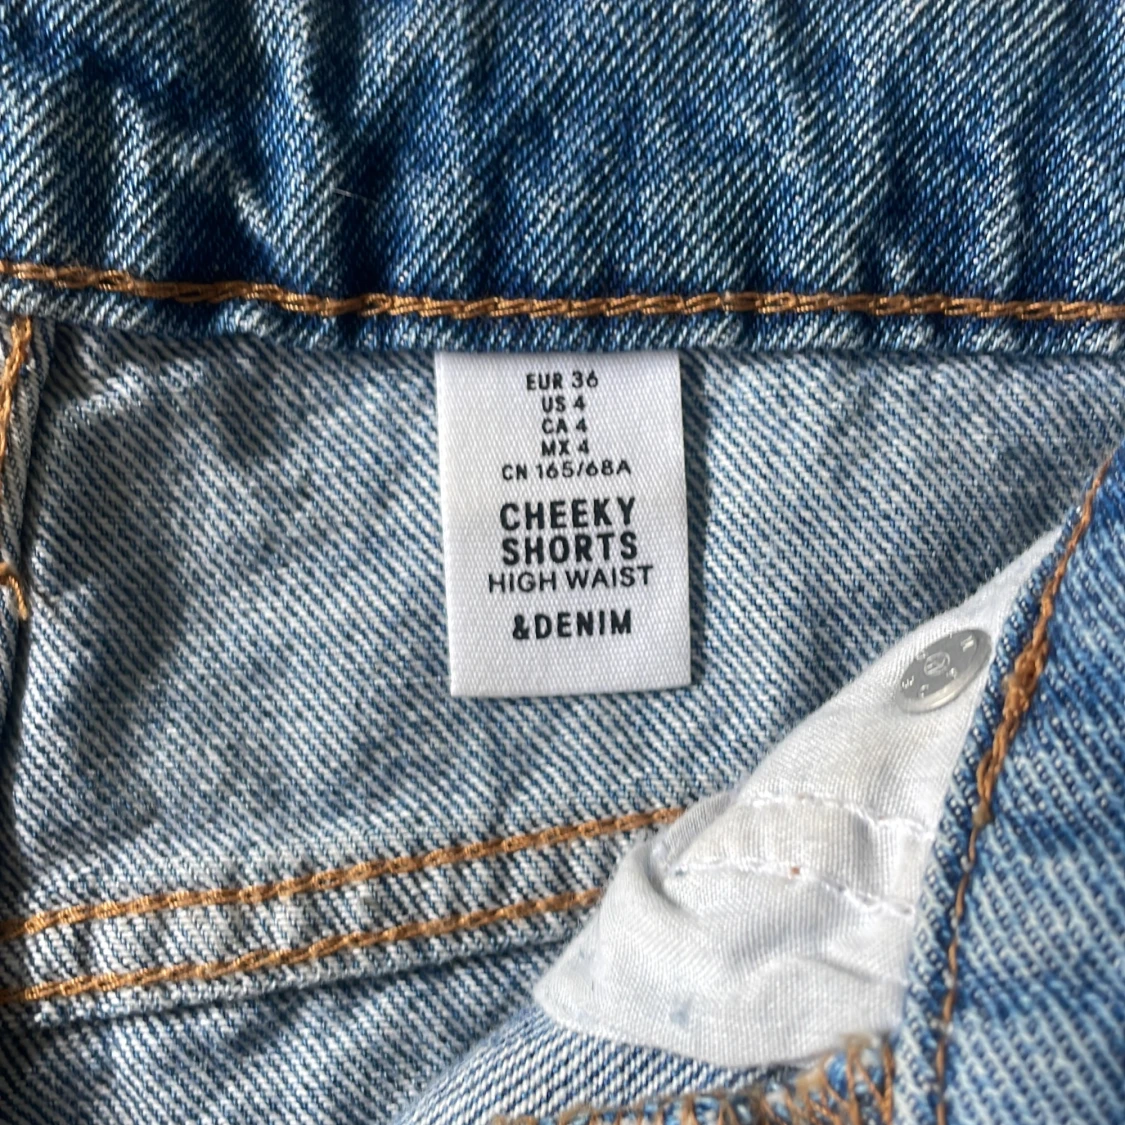 EUR 36
US 4
CA 4
MX 4
CN 165/68A
CHEEKY
SHORTS
HIGH WAIST
&DENIM